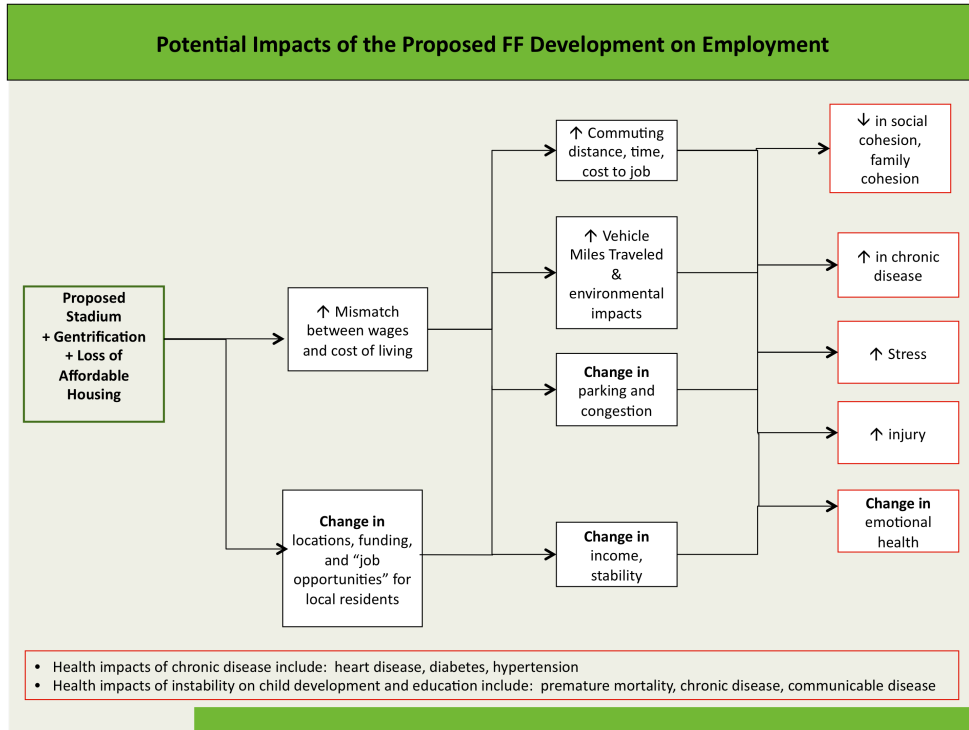 Potential Impacts of the Proposed FF Development on Employment
Proposed
Stadium
+ Gentrification
+ Loss of
Affordable
Housing
↑ Mismatch
between wages
and cost of living
Change in
locations, funding,
and “job
opportunities” for
local residents
↑ Commuting
distance, time,
cost to job
↑ Vehicle
Miles Traveled
&
environmental
impacts
Change in
parking and
congestion
Change in
income,
stability
↓ in social
cohesion,
family
cohesion
↑ in chronic
disease
↑ Stress
↑ injury
Change in
emotional
health
• Health impacts of chronic disease include: heart disease, diabetes, hypertension
• Health impacts of instability on child development and education include: premature mortality, chronic disease, communicable disease